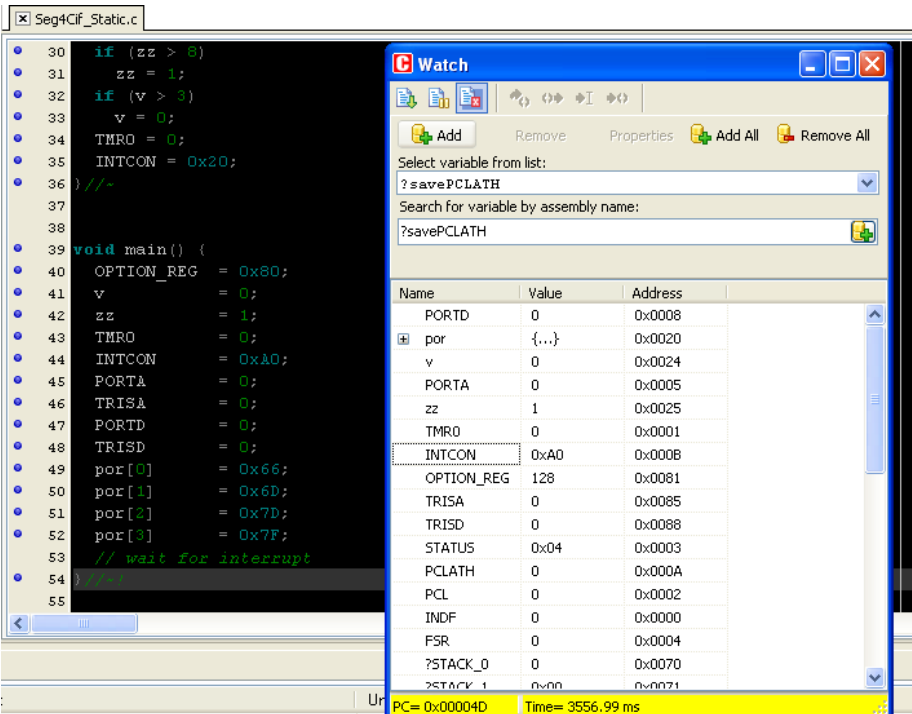 Seg4Cif_Static.c
30 if (zz > 8)
31 zz = 1;
32 if (v > 3)
33 v = 0;
34 TMR0 = 0;
35 INTCON = 0x20;
36 }//~
37
38
39 void main() {
40 OPTION_REG = 0x80;
41 v = 0;
42 zz = 1;
43 TMR0 = 0;
44 INTCON = 0xA0;
45 PORTA = 0;
46 TRISA = 0;
47 PORTD = 0;
48 TRISD = 0;
49 por[0] = 0x66;
50 por[1] = 0x6D;
51 por[2] = 0x7D;
52 por[3] = 0x7F;
53 // wait for interrupt
54 }//~!
55
Watch
Add Remove Properties Add All Remove All
Select variable from list:
?savePCLATH
Search for variable by assembly name:
?savePCLATH
Name Value Address
PORTD 0 0x0008
por {...} 0x0020
v 0 0x0024
PORTA 0 0x0005
zz 1 0x0025
TMR0 0 0x0001
INTCON 0xA0 0x000B
OPTION_REG 128 0x0081
TRISA 0 0x0085
TRISD 0 0x0088
STATUS 0x04 0x0003
PCLATH 0 0x000A
PCL 0 0x0002
INDF 0 0x0000
FSR 0 0x0004
?STACK_0 0 0x0070
?STACK_1 0x00 0x0071
PC= 0x00004D Time= 3556.99 ms